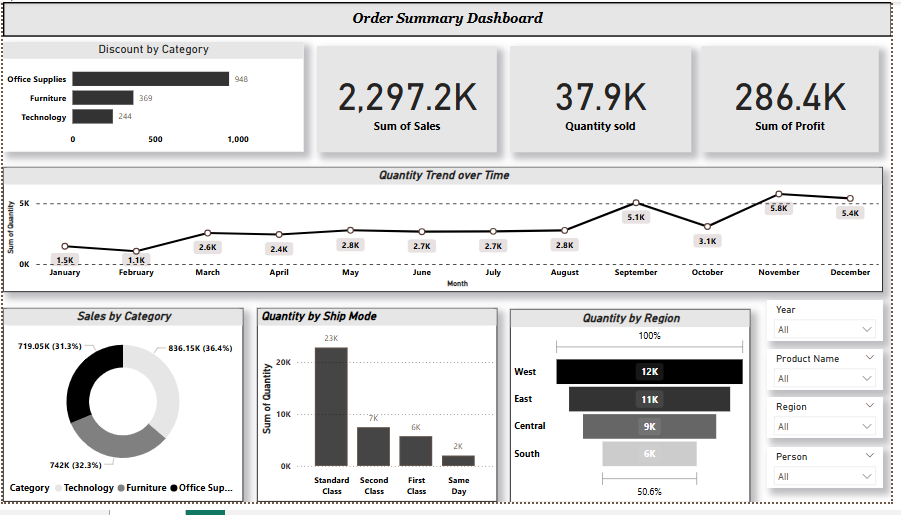 Order Summary Dashboard
Discount by Category
Office Supplies 948
Furniture 369
Technology 244
0 500 1,000
2,297.2K
Sum of Sales
37.9K
Quantity sold
286.4K
Sum of Profit
Quantity Trend over Time
Sum of Quantity
5K
0K
1.5K 1.1K 2.6K 2.4K 2.8K 2.7K 2.7K 2.8K 5.1K 3.1K 5.8K 5.4K
January February March April May June July August September October November December
Month
Sales by Category
719.05K (31.3%)
836.15K (36.4%)
742K (32.3%)
Category Technology Furniture Office Sup...
Quantity by Ship Mode
Sum of Quantity
20K
10K
0K
23K 7K 6K 2K
Standard Class
Second Class
First Class
Same Day
Quantity by Region
100%
West 12K
East 11K
Central 9K
South 6K
50.6%
Year
All
Product Name
All
Region
All
Person
All